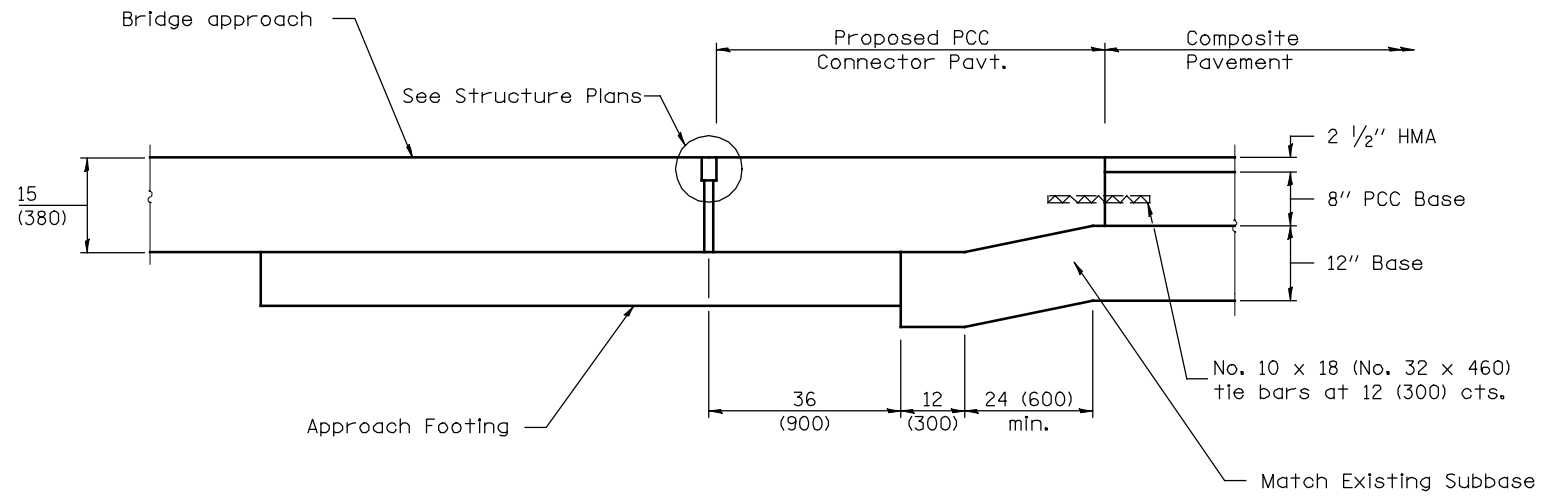 Bridge approach
Proposed PCC
Connector Pavt.
Composite
Pavement
See Structure Plans
2 ½" HMA
15
(380)
8" PCC Base
12" Base
No. 10 x 18 (No. 32 x 460)
tie bars at 12 (300) cts.
36
(900)
12
(300)
24 (600)
min.
Approach Footing
Match Existing Subbase